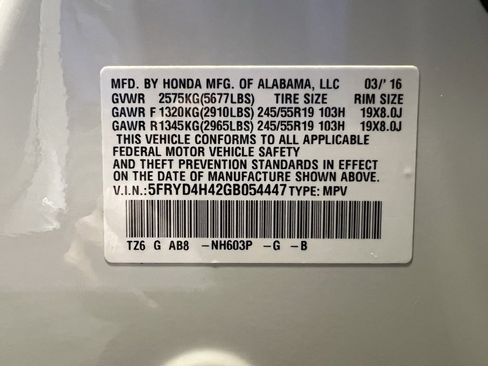 MFD. BY HONDA MFG. OF ALABAMA, LLC 03/'16
GVWR 2575KG(5677LBS) TIRE SIZE RIM SIZE
GAWR F 1320KG(2910LBS) 245/55R19 103H 19X8.0J
GAWR R 1345KG(2965LBS) 245/55R19 103H 19X8.0J
THIS VEHICLE CONFORMS TO ALL APPLICABLE
FEDERAL MOTOR VEHICLE SAFETY
AND THEFT PREVENTION STANDARDS IN EFFECT
ON THE DATE OF MANUFACTURE SHOWN ABOVE.
V.I.N.:5FRYD4H42GB054447 TYPE: MPV
TZ6 G AB8 -NH603P -G -B